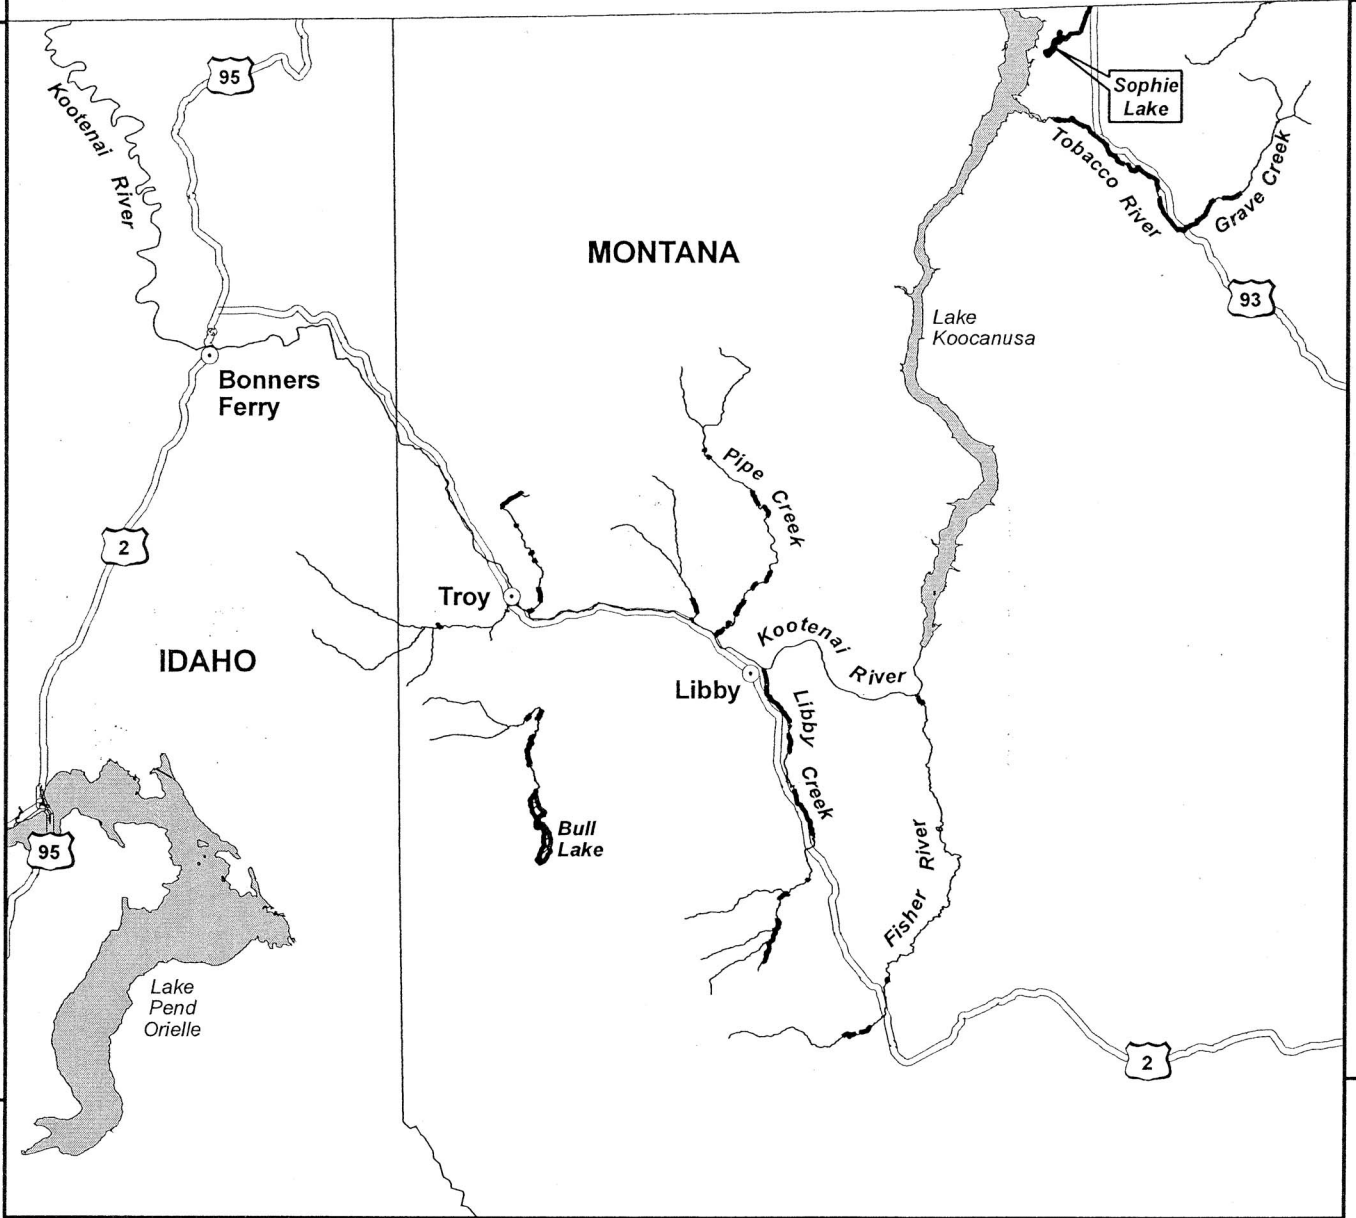 95
Kootenai River
Sophie
Lake
Tobacco River
Grave Creek
MONTANA
93
Lake
Koocanusa
Bonners
Ferry
Pipe Creek
2
Troy
Kootenai River
IDAHO
Libby
Libby Creek
Bull
Lake
95
Fisher River
Lake
Pend
Orielle
2